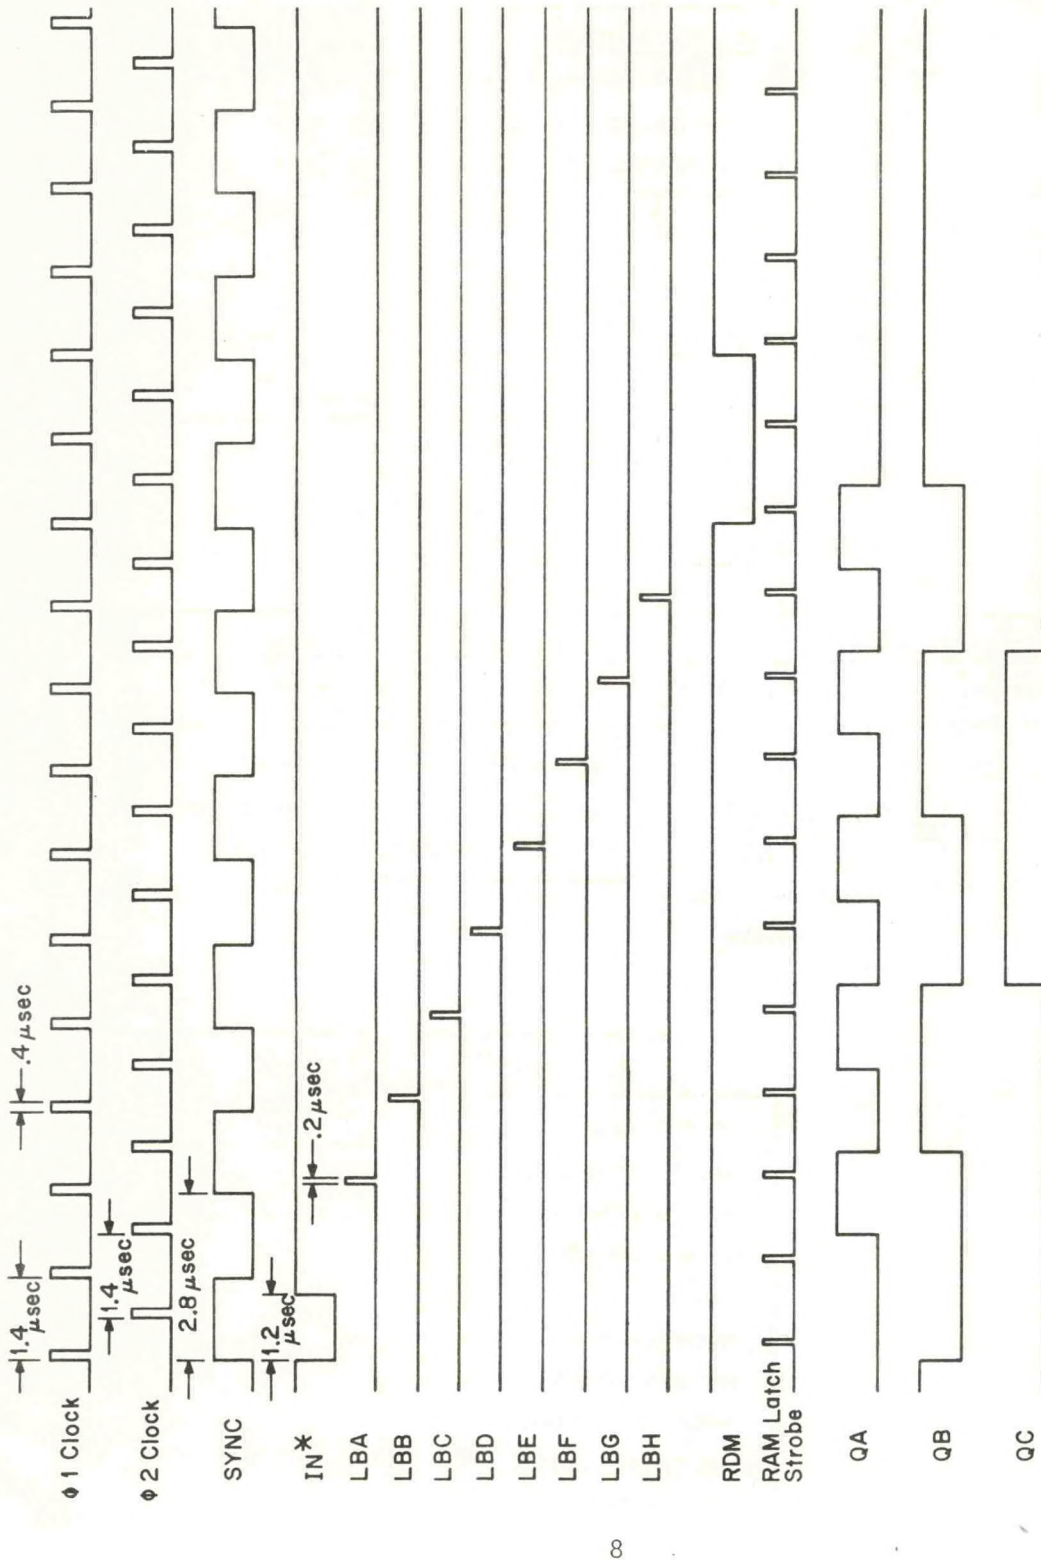 1.4 μsec
.4 μsec
φ 1 Clock
1.4 μsec
φ 2 Clock
2.8 μsec
SYNC
1.2 μsec
IN*
.2 μsec
LBA
LBB
LBC
LBD
LBE
LBF
LBG
LBH
RDM
RAM Latch
Strobe
QA
QB
QC
8